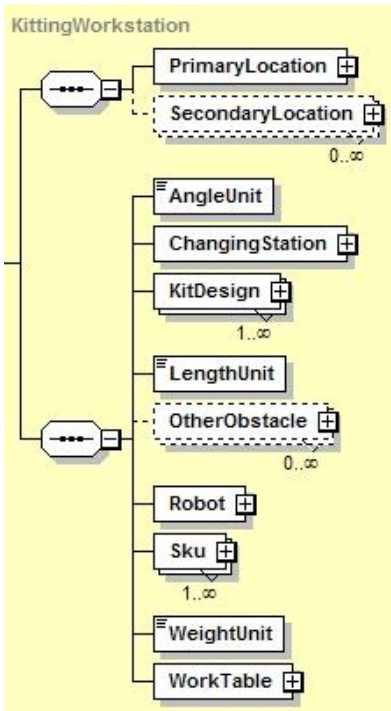 KittingWorkstation
PrimaryLocation
SecondaryLocation
0..∞
AngleUnit
ChangingStation
KitDesign
1..∞
LengthUnit
OtherObstacle
0..∞
Robot
Sku
1..∞
WeightUnit
WorkTable